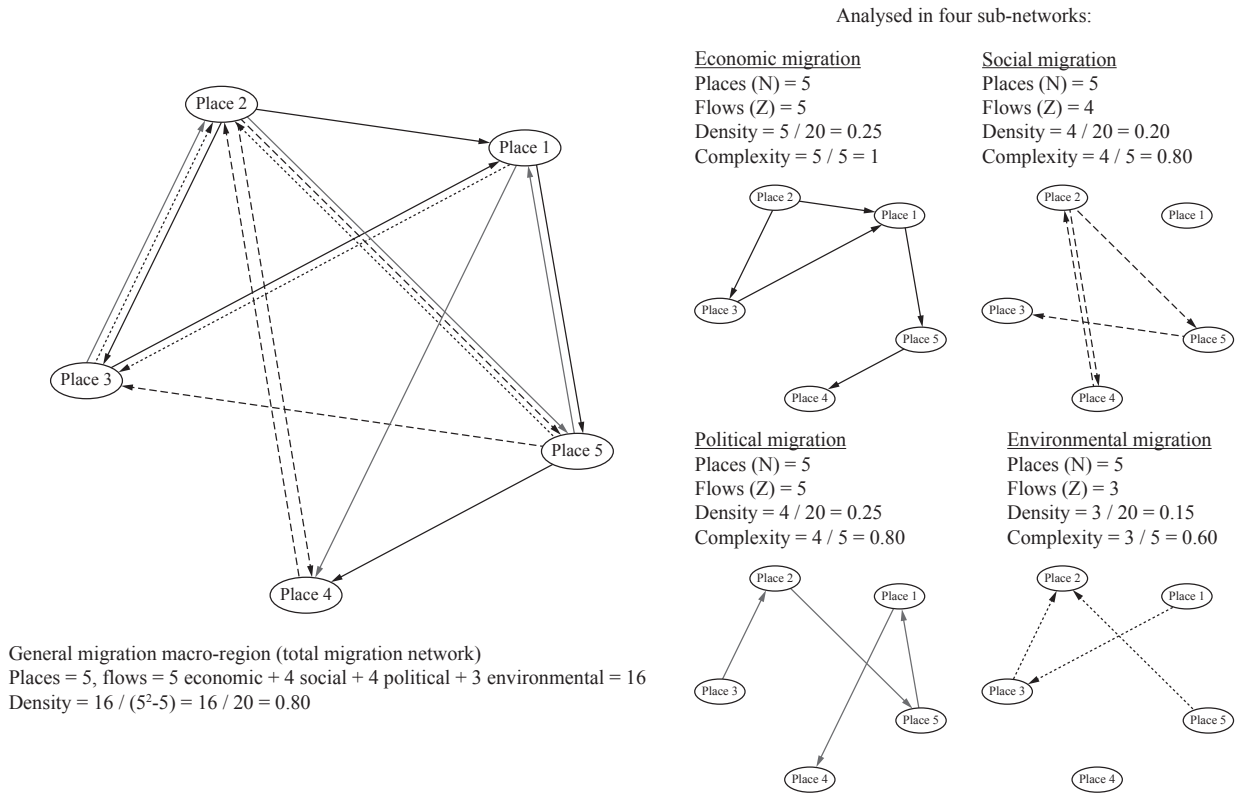 Place 2
Place 1
Place 3
Place 5
Place 4
General migration macro-region (total migration network)
Places = 5, flows = 5 economic + 4 social + 4 political + 3 environmental = 16
Density = 16 / (5²-5) = 16 / 20 = 0.80
Analysed in four sub-networks:
Economic migration
Places (N) = 5
Flows (Z) = 5
Density = 5 / 20 = 0.25
Complexity = 5 / 5 = 1
Place 2
Place 1
Place 3
Place 5
Place 4
Social migration
Places (N) = 5
Flows (Z) = 4
Density = 4 / 20 = 0.20
Complexity = 4 / 5 = 0.80
Place 2
Place 1
Place 3
Place 5
Place 4
Political migration
Places (N) = 5
Flows (Z) = 5
Density = 4 / 20 = 0.25
Complexity = 4 / 5 = 0.80
Place 2
Place 1
Place 3
Place 5
Place 4
Environmental migration
Places (N) = 5
Flows (Z) = 3
Density = 3 / 20 = 0.15
Complexity = 3 / 5 = 0.60
Place 2
Place 1
Place 3
Place 5
Place 4